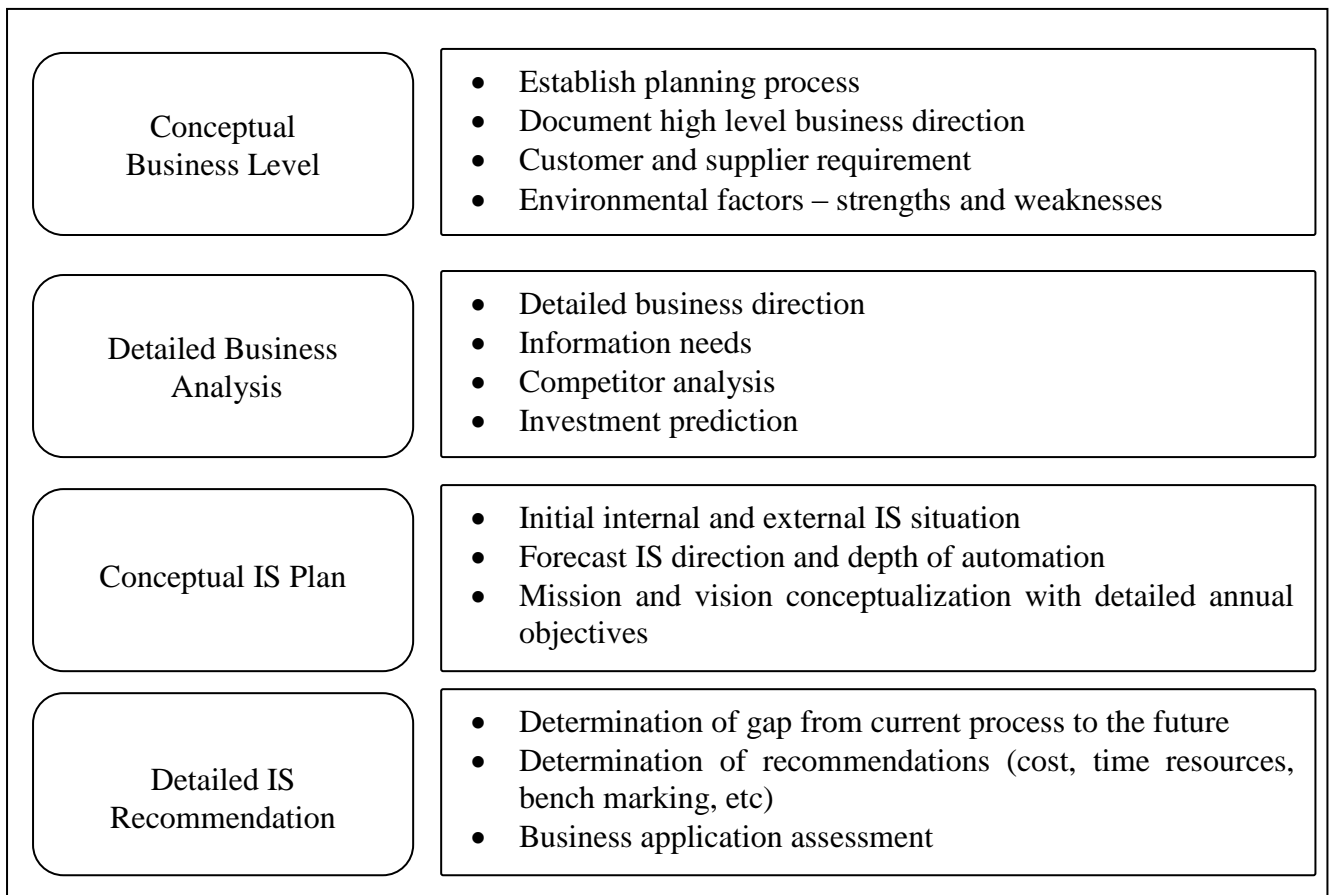 Conceptual
Business Level
• Establish planning process
• Document high level business direction
• Customer and supplier requirement
• Environmental factors – strengths and weaknesses
Detailed Business
Analysis
• Detailed business direction
• Information needs
• Competitor analysis
• Investment prediction
Conceptual IS Plan
• Initial internal and external IS situation
• Forecast IS direction and depth of automation
• Mission and vision conceptualization with detailed annual
objectives
Detailed IS
Recommendation
• Determination of gap from current process to the future
• Determination of recommendations (cost, time resources,
bench marking, etc)
• Business application assessment